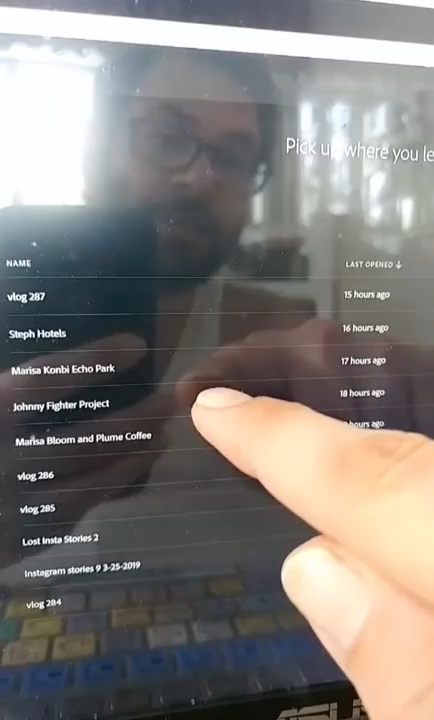 Pick up where you le
NAME LAST OPENED ↓
vlog 287 15 hours ago
Steph Hotels 16 hours ago
Marisa Konbi Echo Park 17 hours ago
Johnny Fighter Project 18 hours ago
Marisa Bloom and Plume Coffee hours ago
vlog 286
vlog 285
Lost Insta Stories 2
Instagram stories 9 3-25-2019
vlog 284